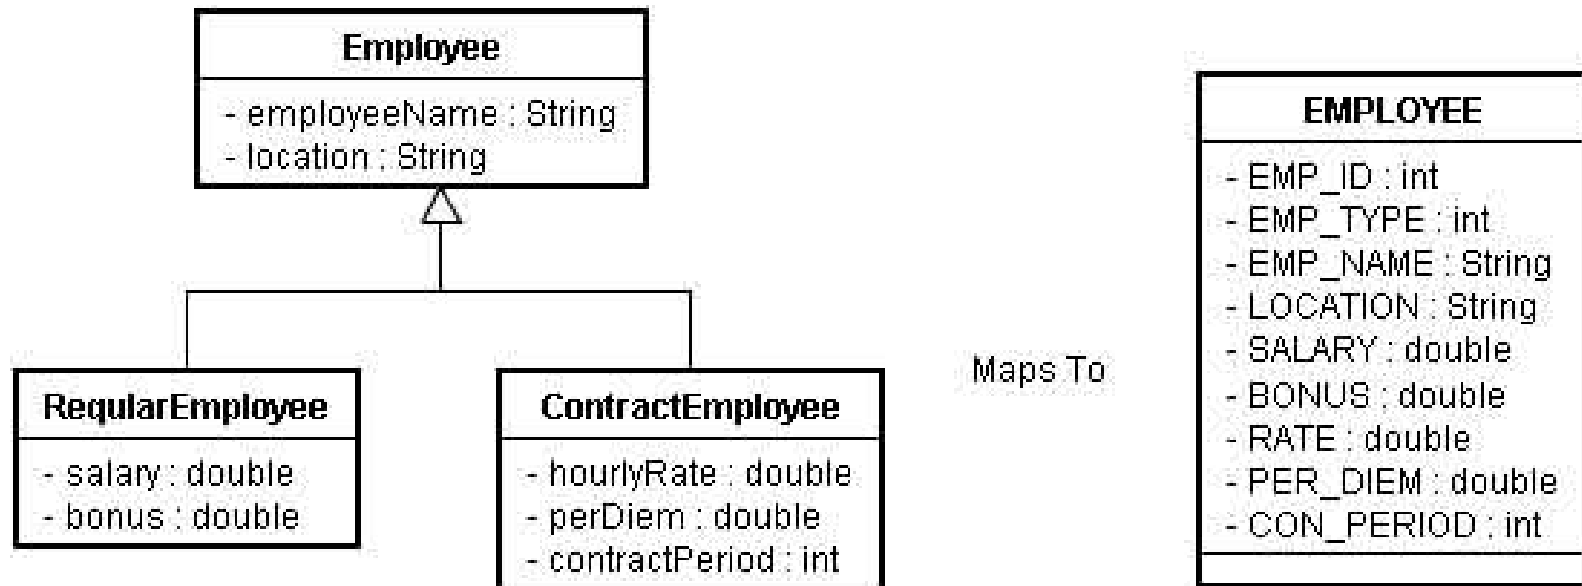 Employee
- employeeName : String
- location : String
RegularEmployee
- salary : double
- bonus : double
ContractEmployee
- hourlyRate : double
- perDiem : double
- contractPeriod : int
Maps To
EMPLOYEE
- EMP_ID : int
- EMP_TYPE : int
- EMP_NAME : String
- LOCATION : String
- SALARY : double
- BONUS : double
- RATE : double
- PER_DIEM : double
- CON_PERIOD : int